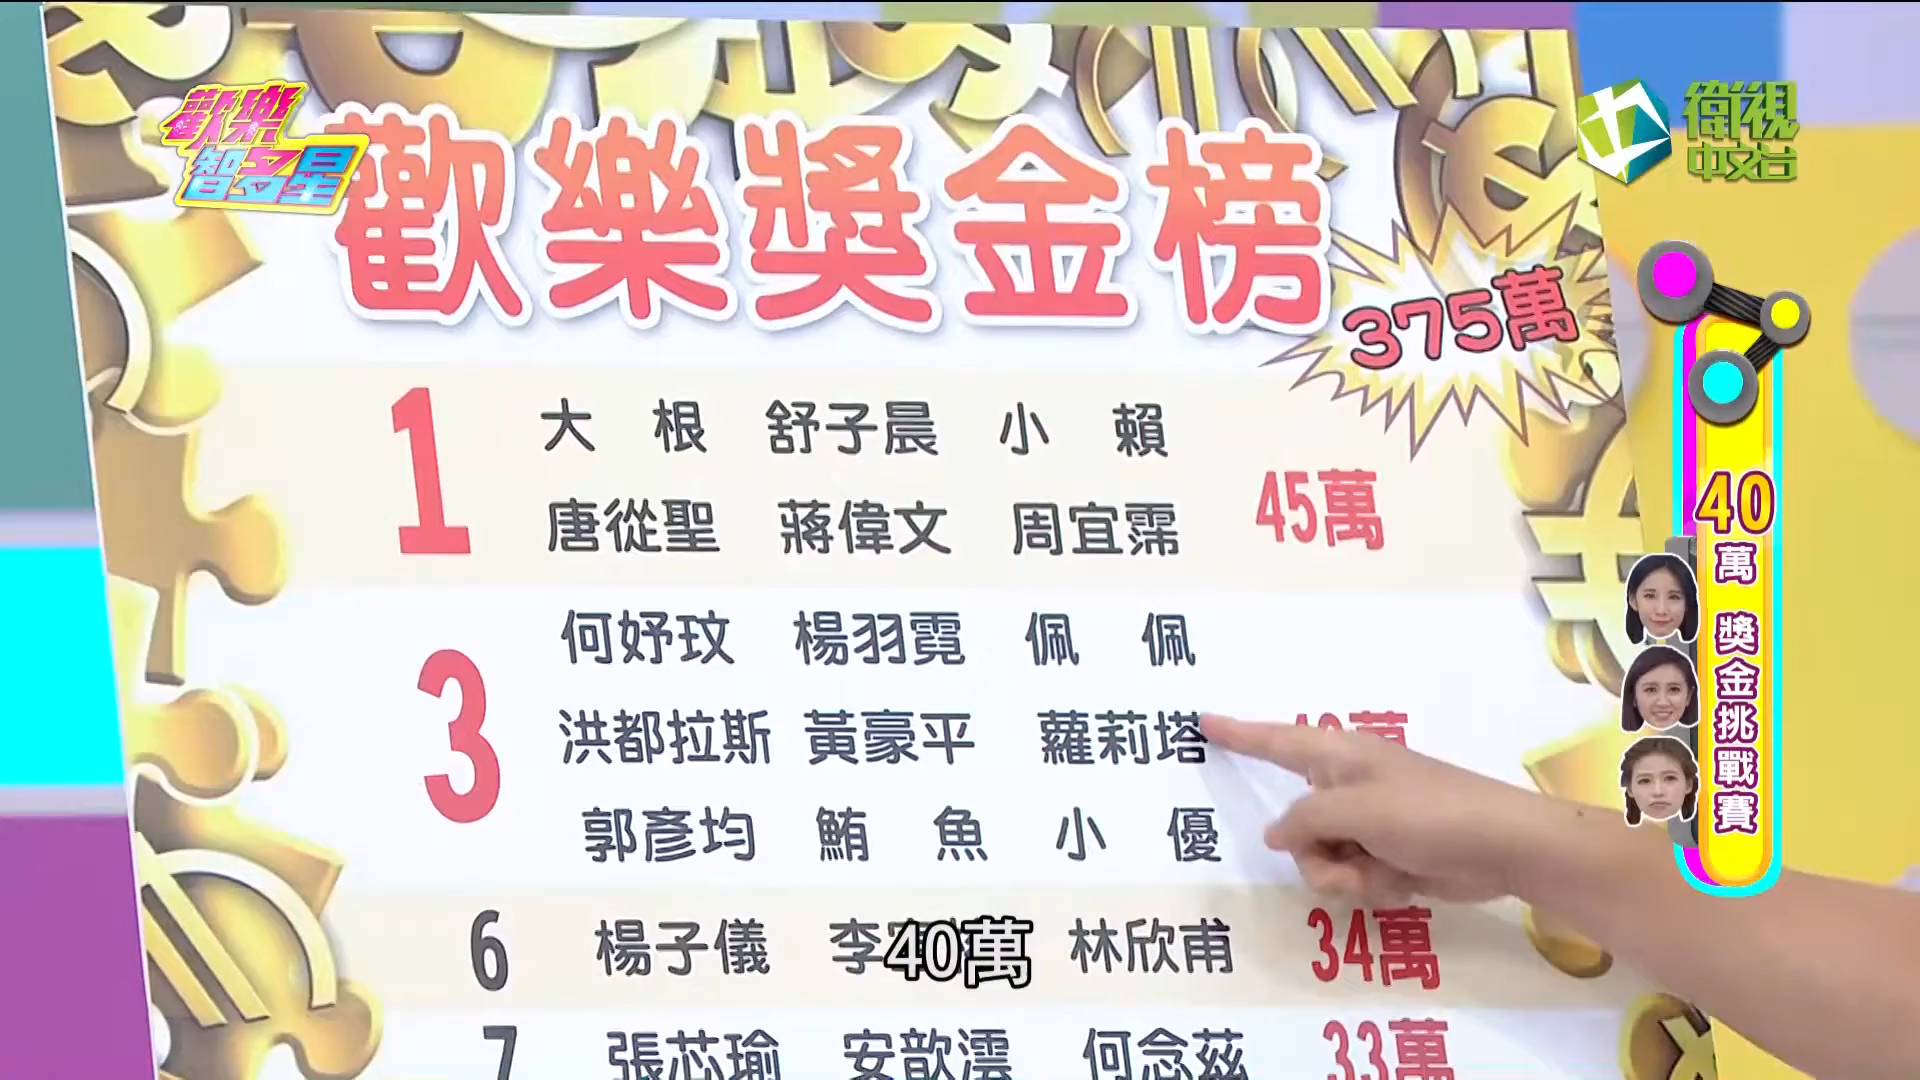 歡樂智多星
衛視中文台
歡樂獎金榜
375萬
1
大根 舒子晨 小賴
唐從聖 蔣偉文 周宜霈
45萬
3
何妤玟 楊羽霓 佩佩
洪都拉斯 黃豪平 蘿莉塔
郭彥均 鮪魚 小優
6 楊子儀 李 林欣甫 34萬
40萬
7 張芯瑜 安歆澐 何念茲 33萬
40萬 獎金挑戰賽